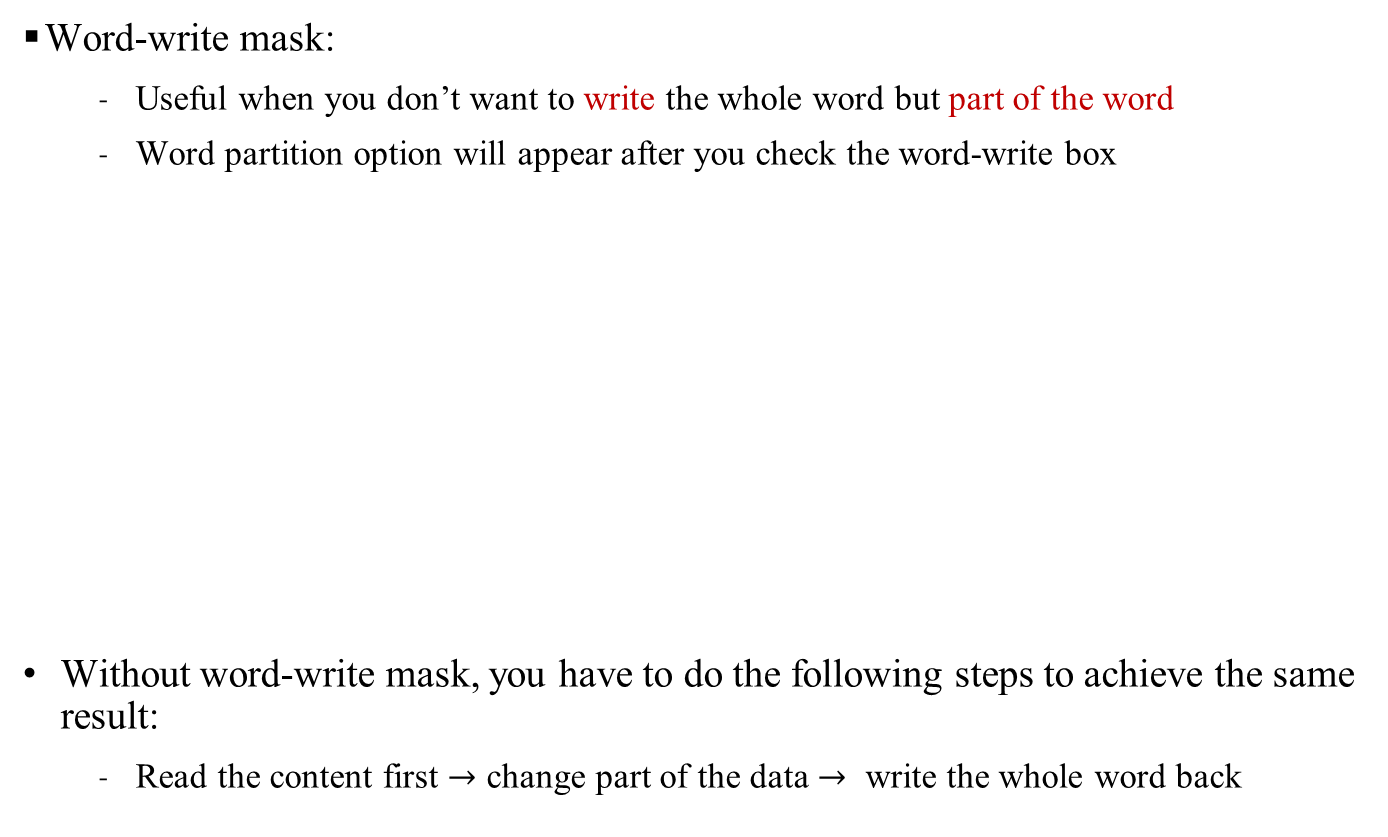 ▪ Word-write mask:
- Useful when you don’t want to write the whole word but part of the word
- Word partition option will appear after you check the word-write box
• Without word-write mask, you have to do the following steps to achieve the same
result:
- Read the content first → change part of the data → write the whole word back